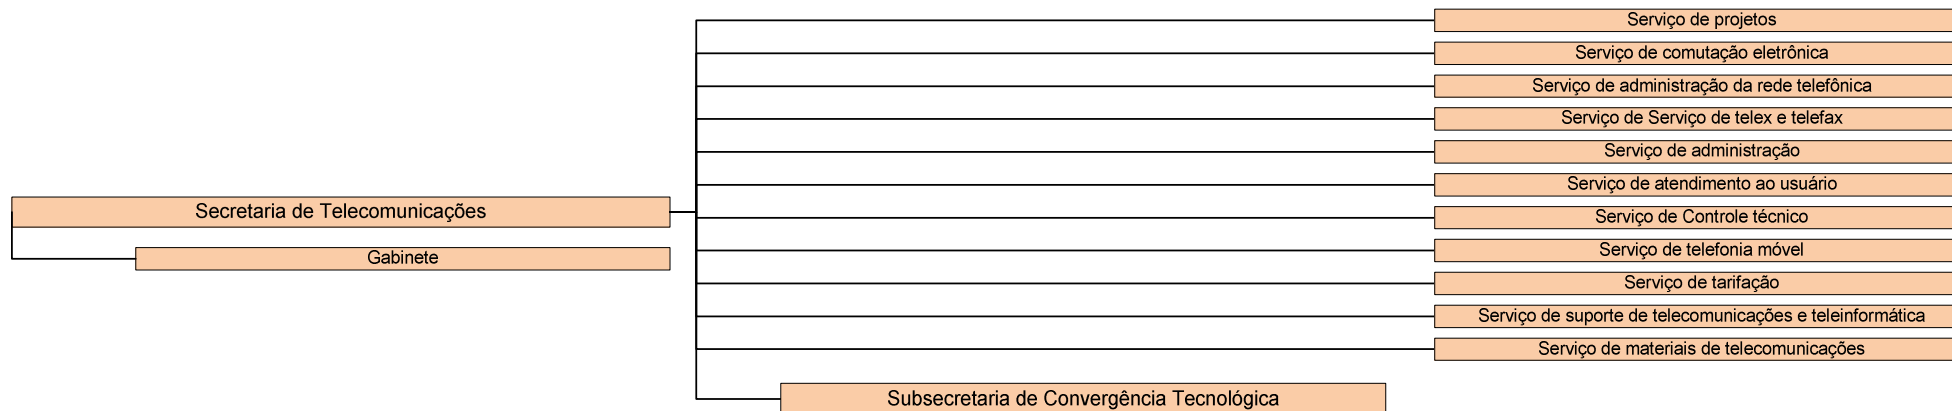 Serviço de projetos
Serviço de comutação eletrônica
Serviço de administração da rede telefônica
Serviço de Serviço de telex e telefax
Serviço de administração
Serviço de atendimento ao usuário
Secretaria de Telecomunicações
Serviço de Controle técnico
Serviço de telefonia móvel
Gabinete
Serviço de tarifação
Serviço de suporte de telecomunicações e teleinformática
Serviço de materiais de telecomunicações
Subsecretaria de Convergência Tecnológica